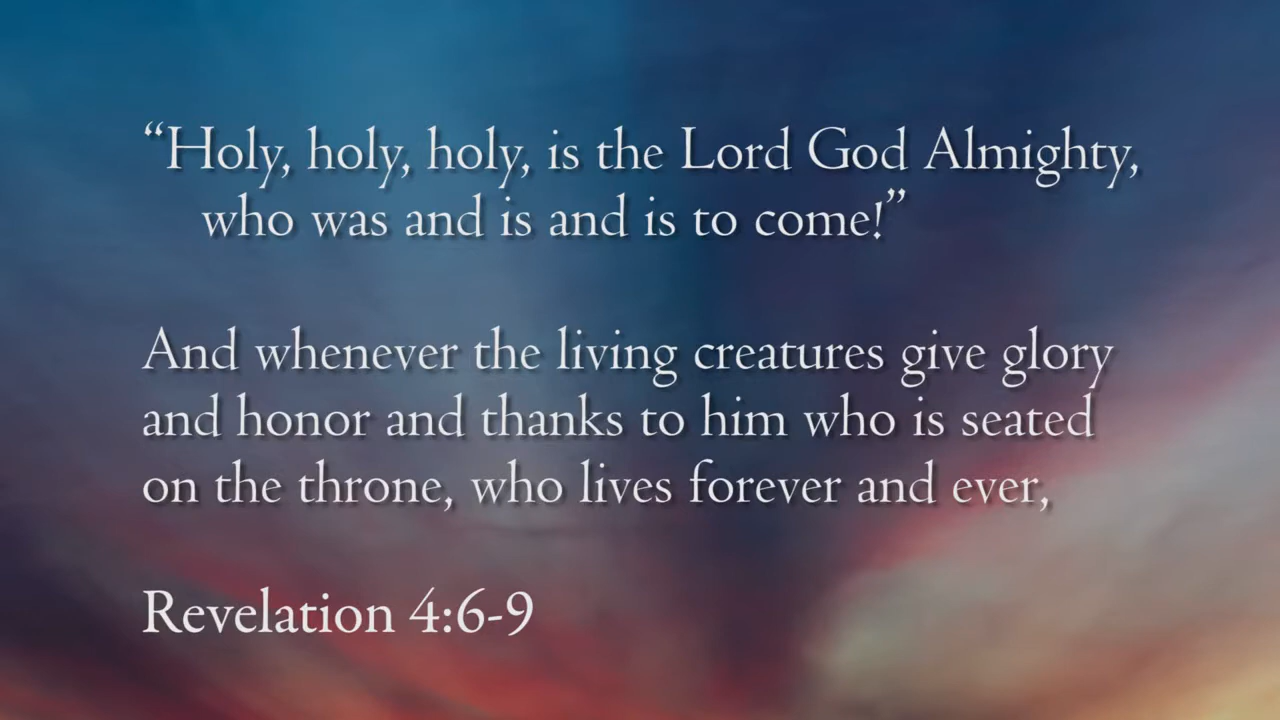 “Holy, holy, holy, is the Lord God Almighty,
who was and is and is to come!”
And whenever the living creatures give glory
and honor and thanks to him who is seated
on the throne, who lives forever and ever,
Revelation 4:6-9